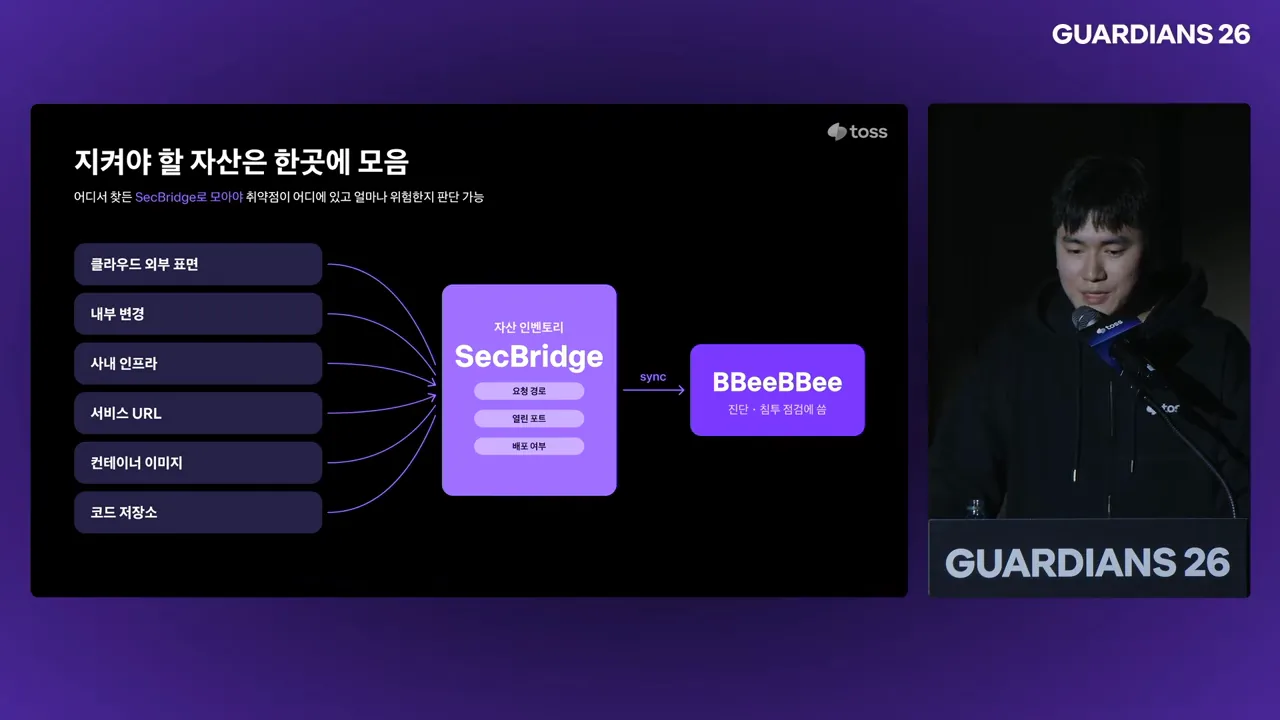 GUARDIANS 26
toss
지켜야 할 자산은 한곳에 모음
어디서 찾든 SecBridge로 모아야 취약점이 어디에 있고 얼마나 위험한지 판단 가능
클라우드 외부 표면
내부 변경
사내 인프라
서비스 URL
컨테이너 이미지
코드 저장소
자산 인벤토리
SecBridge
요청 경로
열린 포트
배포 여부
sync
BBeeBBee
진단 · 침투 점검에 씀
toss
toss
GUARDIANS 26